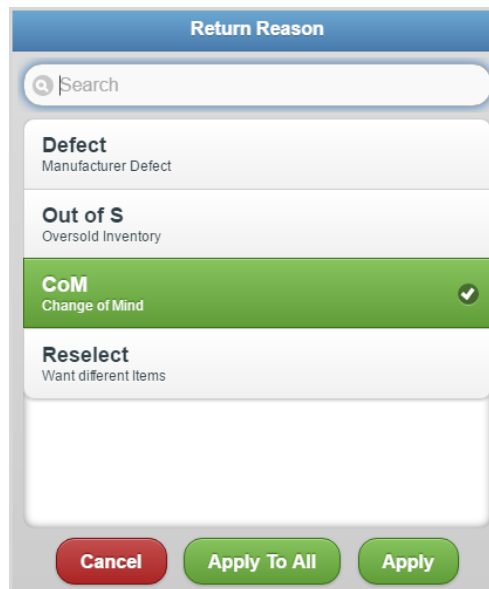 Return Reason
Search
Defect
Manufacturer Defect
Out of S
Oversold Inventory
CoM
Change of Mind
Reselect
Want different Items
Cancel Apply To All Apply